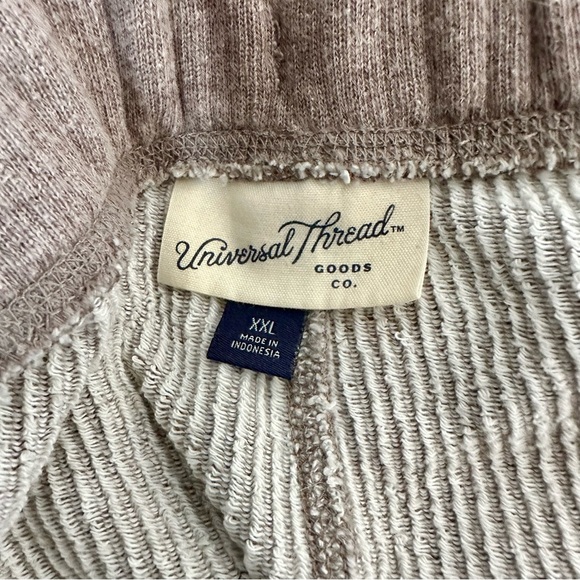 Universal Thread™
GOODS
CO.
XXL
MADE IN
INDONESIA